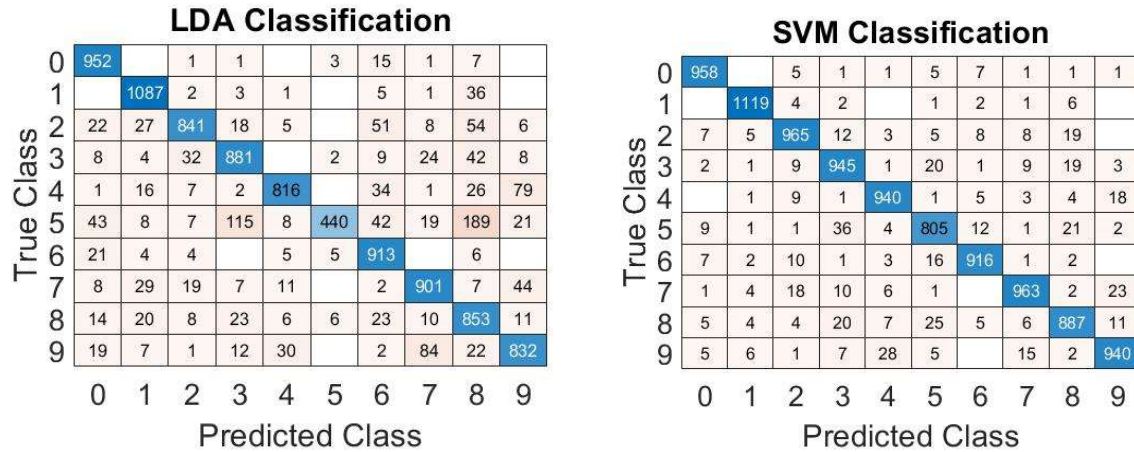 LDA Classification
0 952 1 1 3 15 1 7
1 1087 2 3 1 5 1 36
2 22 27 841 18 5 51 8 54 6
3 8 4 32 881 2 9 24 42 8
4 1 16 7 2 816 34 1 26 79
5 43 8 7 115 8 440 42 19 189 21
6 21 4 4 5 5 913 6
7 8 29 19 7 11 2 901 7 44
8 14 20 8 23 6 6 23 10 853 11
9 19 7 1 12 30 2 84 22 832
0 1 2 3 4 5 6 7 8 9
Predicted Class
True Class
SVM Classification
0 958 5 1 1 5 7 1 1 1
1 1119 4 2 1 2 1 6
2 7 5 965 12 3 5 8 8 19
3 2 1 9 945 1 20 1 9 19 3
4 1 9 1 940 1 5 3 4 18
5 9 1 1 36 4 805 12 1 21 2
6 7 2 10 1 3 16 916 1 2
7 1 4 18 10 6 1 963 2 23
8 5 4 4 20 7 25 5 6 887 11
9 5 6 1 7 28 5 15 2 940
0 1 2 3 4 5 6 7 8 9
Predicted Class
True Class